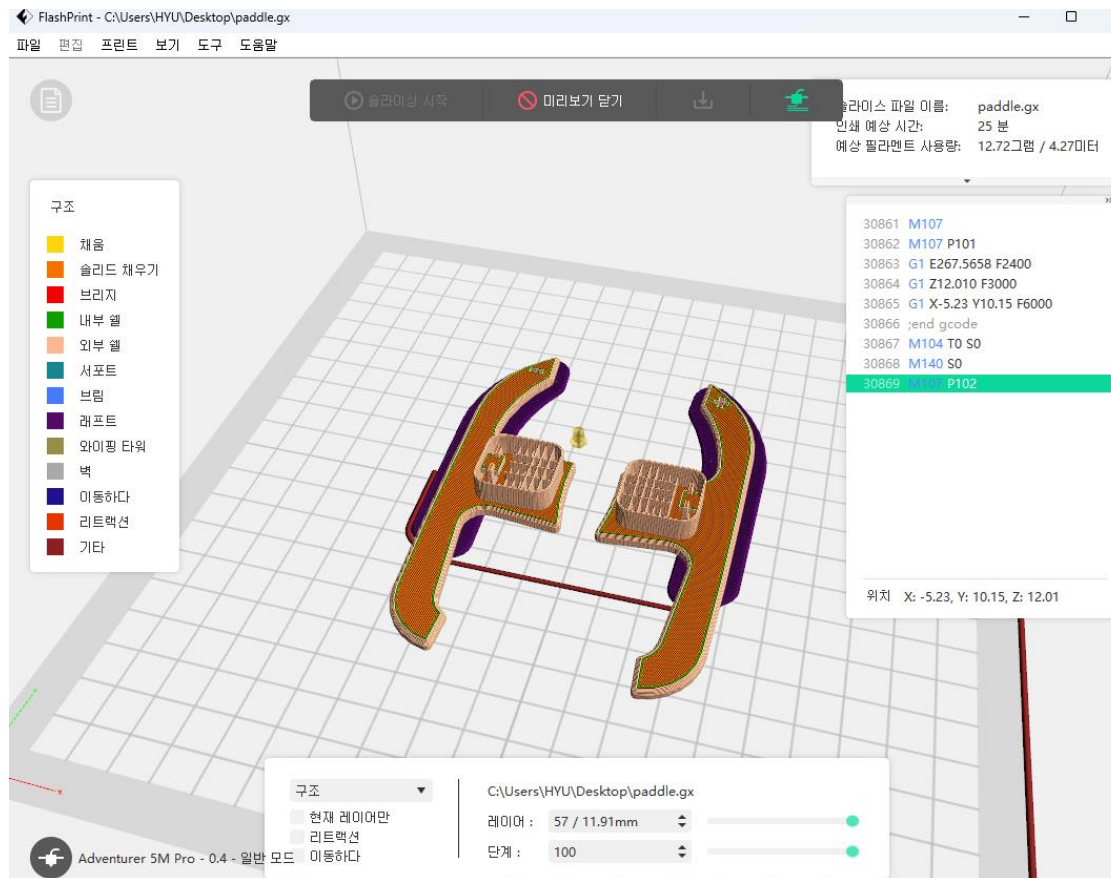 FlashPrint - C:\Users\HYU\Desktop\paddle.gx
파일 편집 프린트 보기 도구 도움말
슬라이싱 시작 미리보기 닫기
슬라이스 파일 이름: paddle.gx
인쇄 예상 시간: 25 분
예상 필라멘트 사용량: 12.72그램 / 4.27미터
구조
채움
솔리드 채우기
브리지
내부 쉘
외부 쉘
서포트
브림
래프트
와이핑 타워
벽
이동하다
리트랙션
기타
30861 M107
30862 M107 P101
30863 G1 E267.5658 F2400
30864 G1 Z12.010 F3000
30865 G1 X-5.23 Y10.15 F6000
30866 ;end gcode
30867 M104 T0 S0
30868 M140 S0
30869 M107 P102
위치 X: -5.23, Y: 10.15, Z: 12.01
x
구조
현재 레이어만
리트랙션
이동하다
C:\Users\HYU\Desktop\paddle.gx
레이어 : 57 / 11.91mm
단계 : 100
Adventurer 5M Pro - 0.4 - 일반 모드